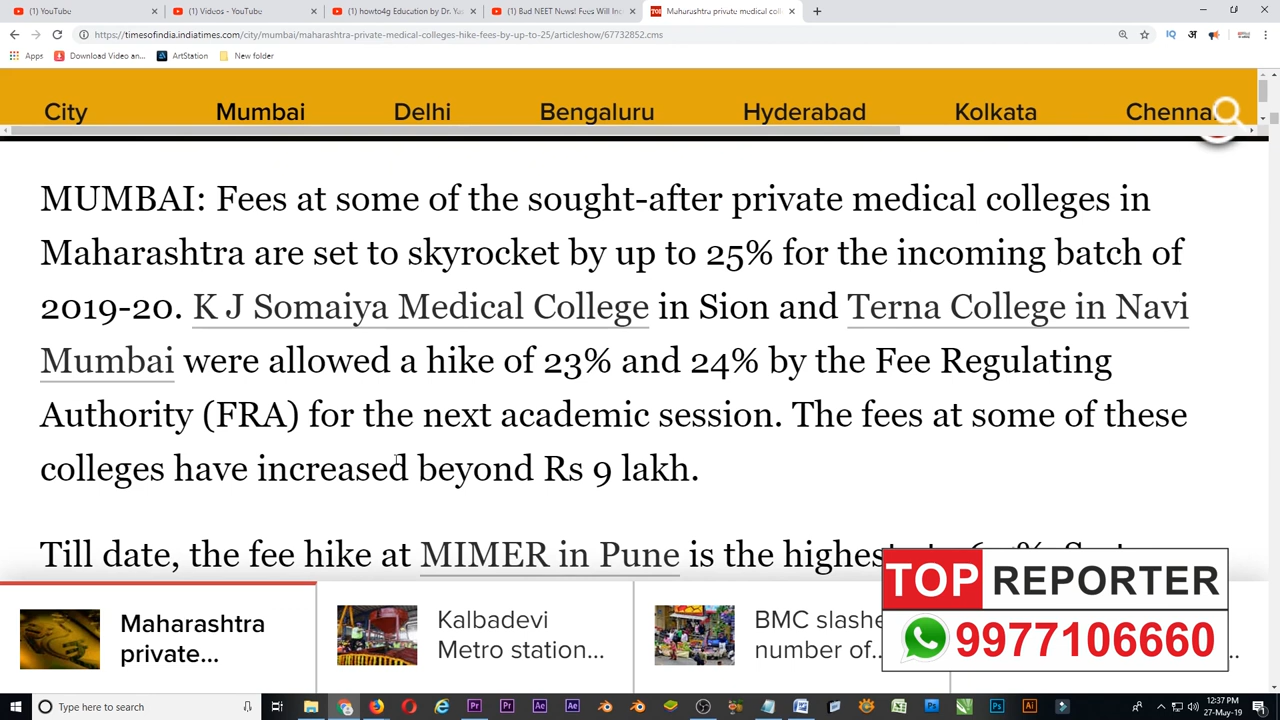 (1) YouTube
(1) Videos - YouTube
(1) howto4g Education by Dr. Ya
(1) Bad NEET News! Fees Will Inc
Maharashtra private medical coll
https://timesofindia.indiatimes.com/city/mumbai/maharashtra-private-medical-colleges-hike-fees-by-up-to-25/articleshow/67732852.cms
Apps Download Video an... ArtStation New folder
City Mumbai Delhi Bengaluru Hyderabad Kolkata Chenna
MUMBAI: Fees at some of the sought-after private medical colleges in
Maharashtra are set to skyrocket by up to 25% for the incoming batch of
2019-20. K J Somaiya Medical College in Sion and Terna College in Navi
Mumbai were allowed a hike of 23% and 24% by the Fee Regulating
Authority (FRA) for the next academic session. The fees at some of these
colleges have increased beyond Rs 9 lakh.
Till date, the fee hike at MIMER in Pune is the highest
TOP REPORTER
9977106660
Maharashtra
private...
Kalbadevi
Metro station...
BMC slashe
number of..
Type here to search
12:37 PM
27-May-19